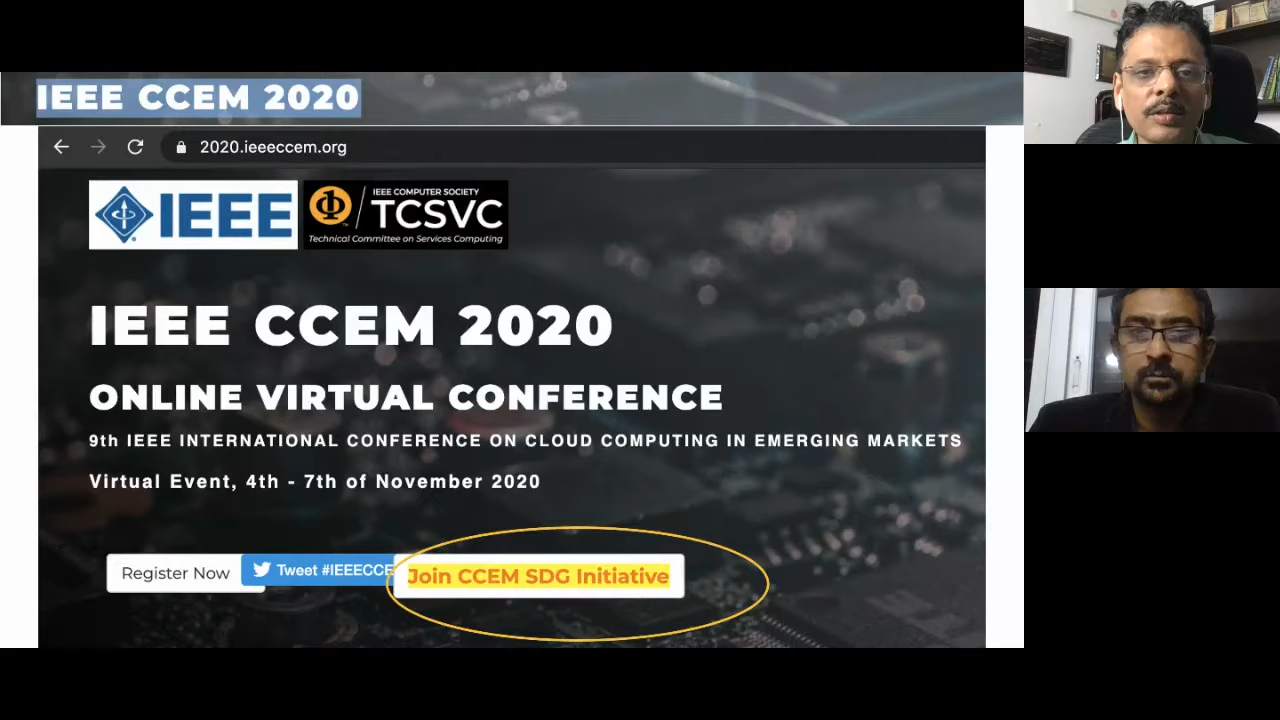 IEEE CCEM 2020
2020.ieeeccem.org
IEEE
IEEE COMPUTER SOCIETY
TCSVC
Technical Committee on Services Computing
IEEE CCEM 2020
ONLINE VIRTUAL CONFERENCE
9th IEEE INTERNATIONAL CONFERENCE ON CLOUD COMPUTING IN EMERGING MARKETS
Virtual Event, 4th - 7th of November 2020
Register Now
Tweet #IEEECCE
Join CCEM SDG Initiative